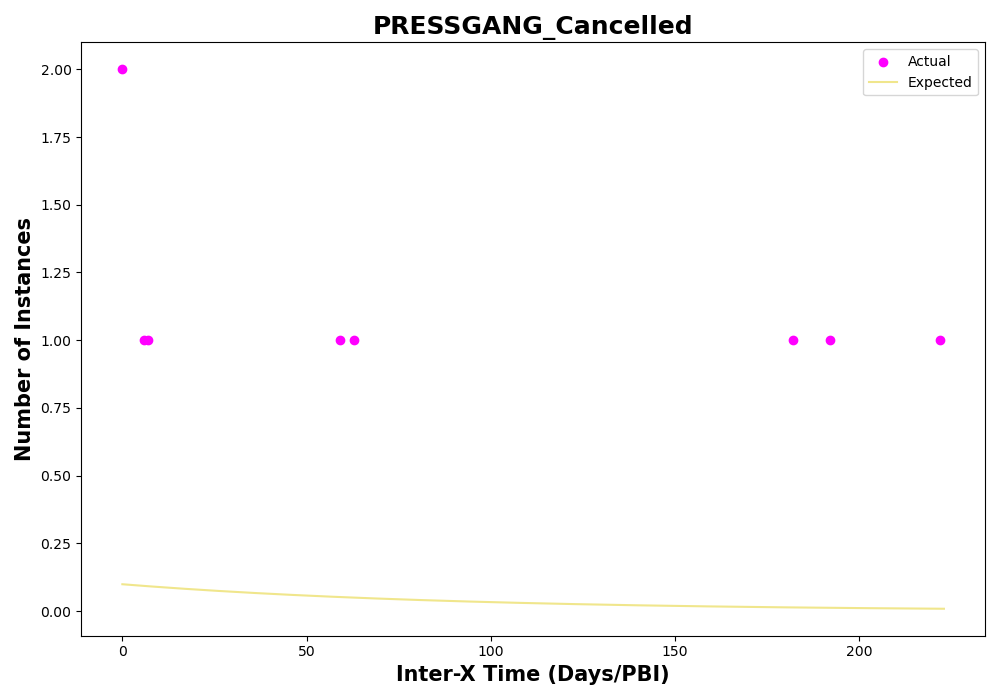 PRESSGANG_Cancelled
Actual
Expected
2.00
1.75
1.50
1.25
1.00
0.75
0.50
0.25
0.00
Number of Instances
0
50
100
150
200
Inter-X Time (Days/PBI)